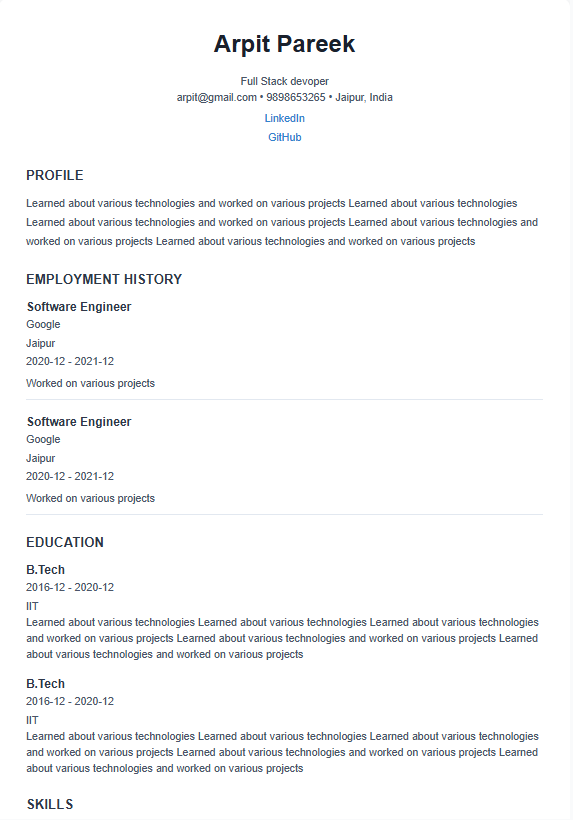 Arpit Pareek
Full Stack devoper
arpit@gmail.com • 9898653265 • Jaipur, India
LinkedIn
GitHub
PROFILE
Learned about various technologies and worked on various projects Learned about various technologies
Learned about various technologies and worked on various projects Learned about various technologies and
worked on various projects Learned about various technologies and worked on various projects
EMPLOYMENT HISTORY
Software Engineer
Google
Jaipur
2020-12 - 2021-12
Worked on various projects
Software Engineer
Google
Jaipur
2020-12 - 2021-12
Worked on various projects
EDUCATION
B.Tech
2016-12 - 2020-12
IIT
Learned about various technologies Learned about various technologies Learned about various technologies
and worked on various projects Learned about various technologies and worked on various projects Learned
about various technologies and worked on various projects
B.Tech
2016-12 - 2020-12
IIT
Learned about various technologies Learned about various technologies Learned about various technologies
and worked on various projects Learned about various technologies and worked on various projects Learned
about various technologies and worked on various projects
SKILLS